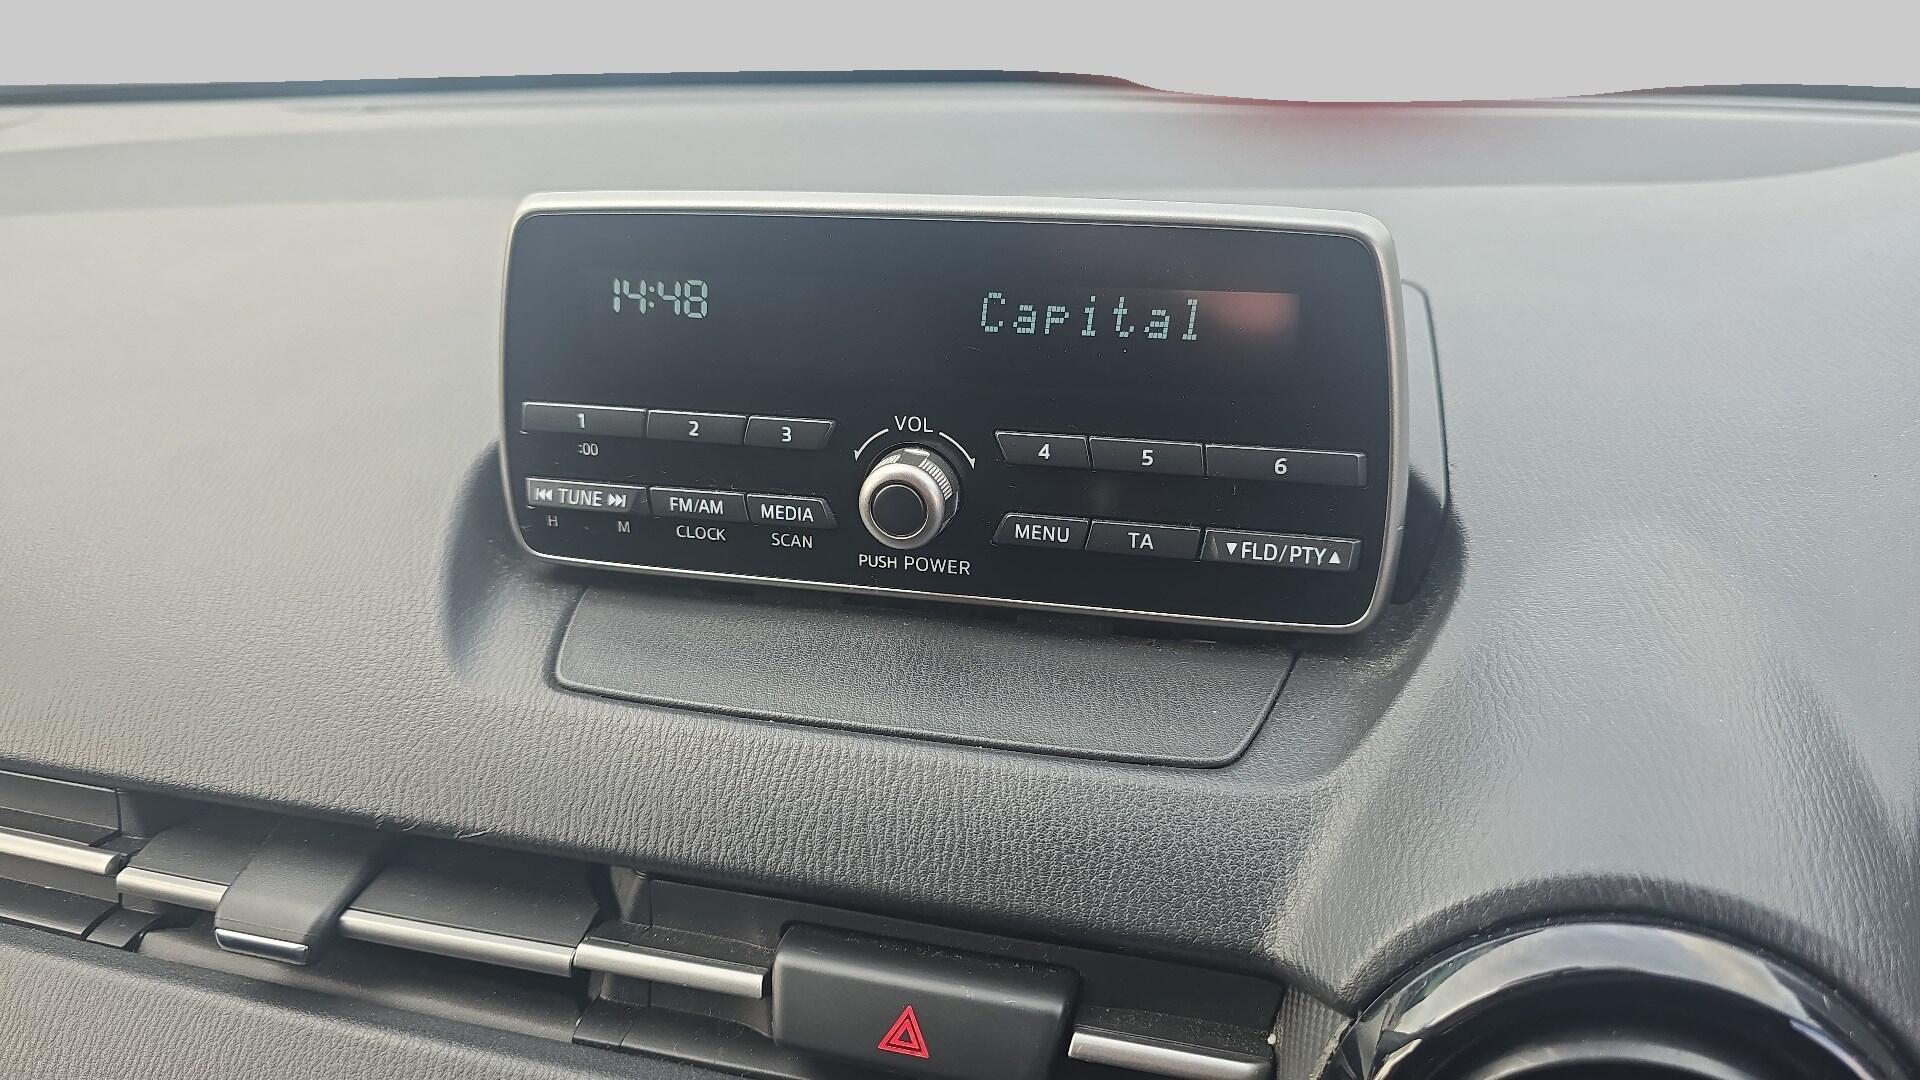 14:48 Capital
1 2 3 VOL 4 5 6
:00
TUNE FM/AM MEDIA MENU TA ▼FLD/PTY▲
H M CLOCK SCAN
PUSH POWER